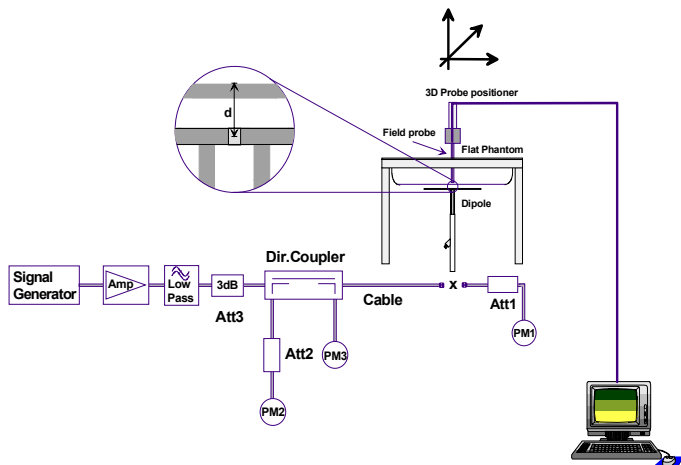 3D Probe positioner
d
Field probe
Flat Phantom
Dipole
Dir.Coupler
Signal
Generator
Amp
Low
Pass
3dB
Cable
x
Att1
Att3
PM1
Att2
PM3
PM2